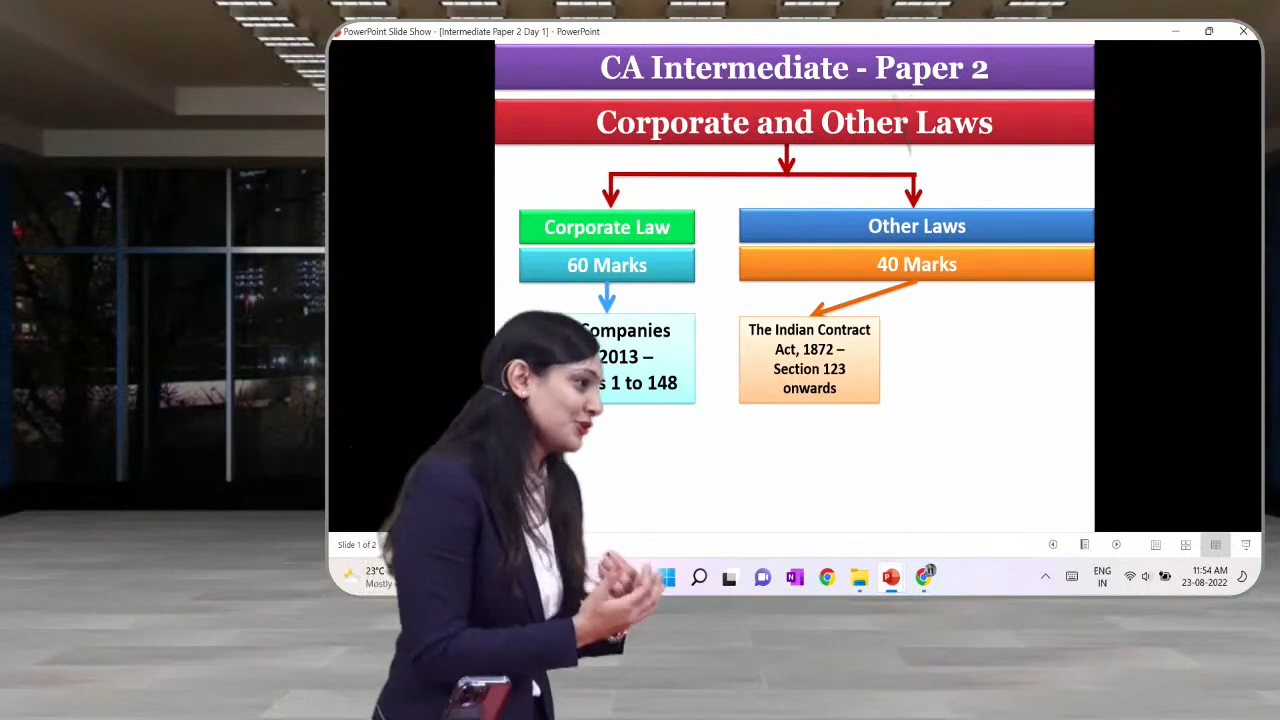 PowerPoint Slide Show - [Intermediate Paper 2 Day 1] - PowerPoint
CA Intermediate - Paper 2
Corporate and Other Laws
Corporate Law
Other Laws
60 Marks
40 Marks
Companies
2013 –
1 to 148
The Indian Contract
Act, 1872 –
Section 123
onwards
Slide 1 of 2
23°C
Mostly
ENG
IN
11:54 AM
23-08-2022